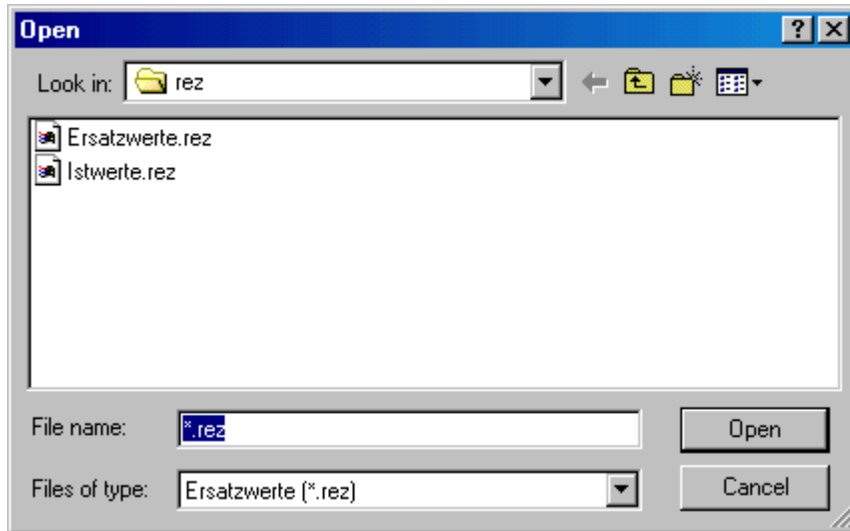 Open
Look in: rez
Ersatzwerte.rez
Istwerte.rez
File name: *.rez Open
Files of type: Ersatzwerte (*.rez) Cancel